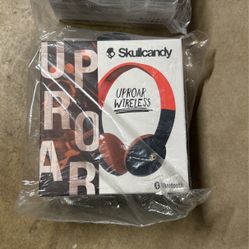 UP
RO
AR
Skullcandy
UPROAR
WIRELESS
Bluetooth